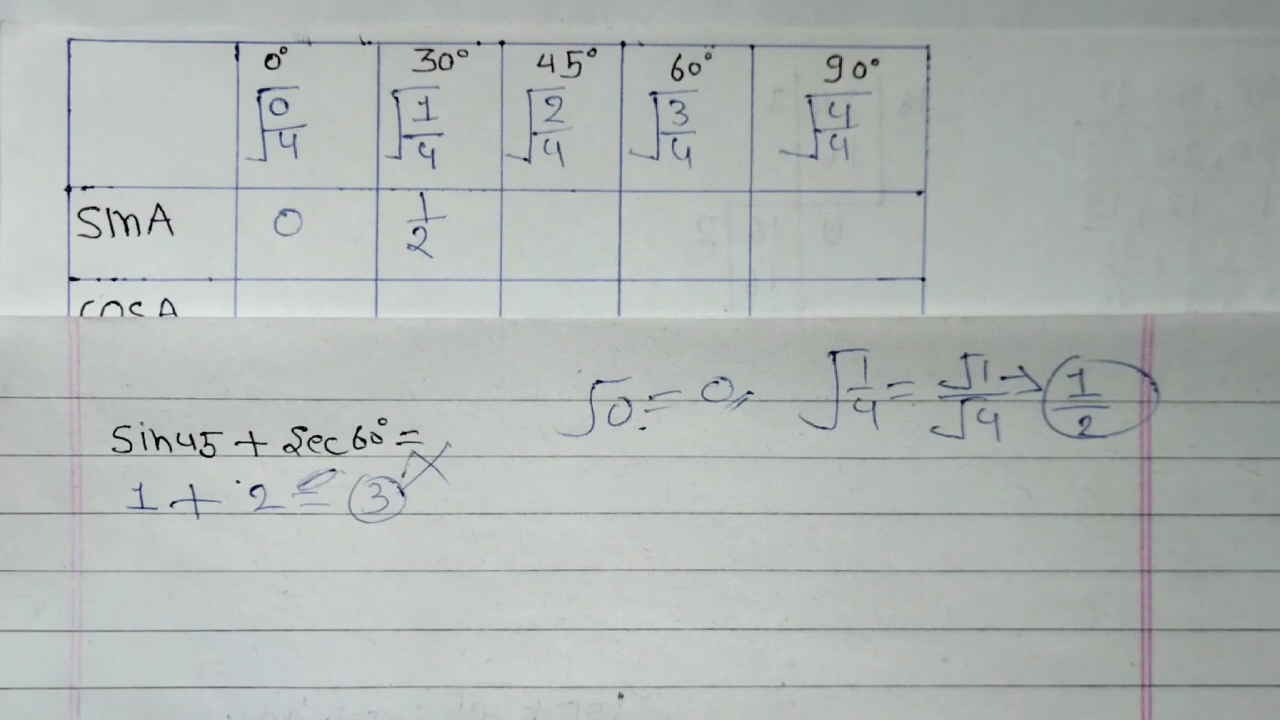 0° 30° 45° 60° 90°
√0/4 √1/4 √2/4 √3/4 √4/4
SinA 0 1/2
cosA
√0 = 0 √1/4 = √1/√4 → 1/2
Sin45 + Sec60° =
1 + 2 = 3